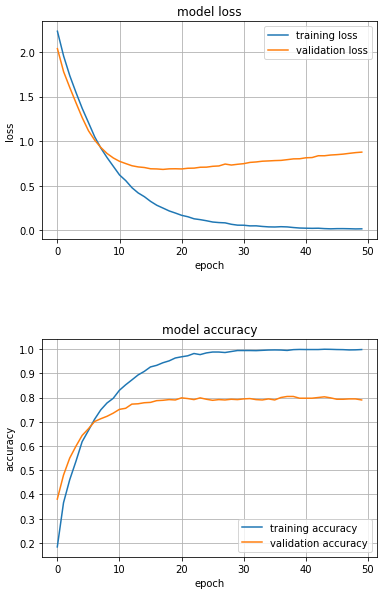 model loss
training loss
validation loss
2.0
1.5
1.0
0.5
0.0
loss
0 10 20 30 40 50
epoch
model accuracy
1.0
0.9
0.8
0.7
0.6
0.5
0.4
0.3
0.2
accuracy
training accuracy
validation accuracy
0 10 20 30 40 50
epoch